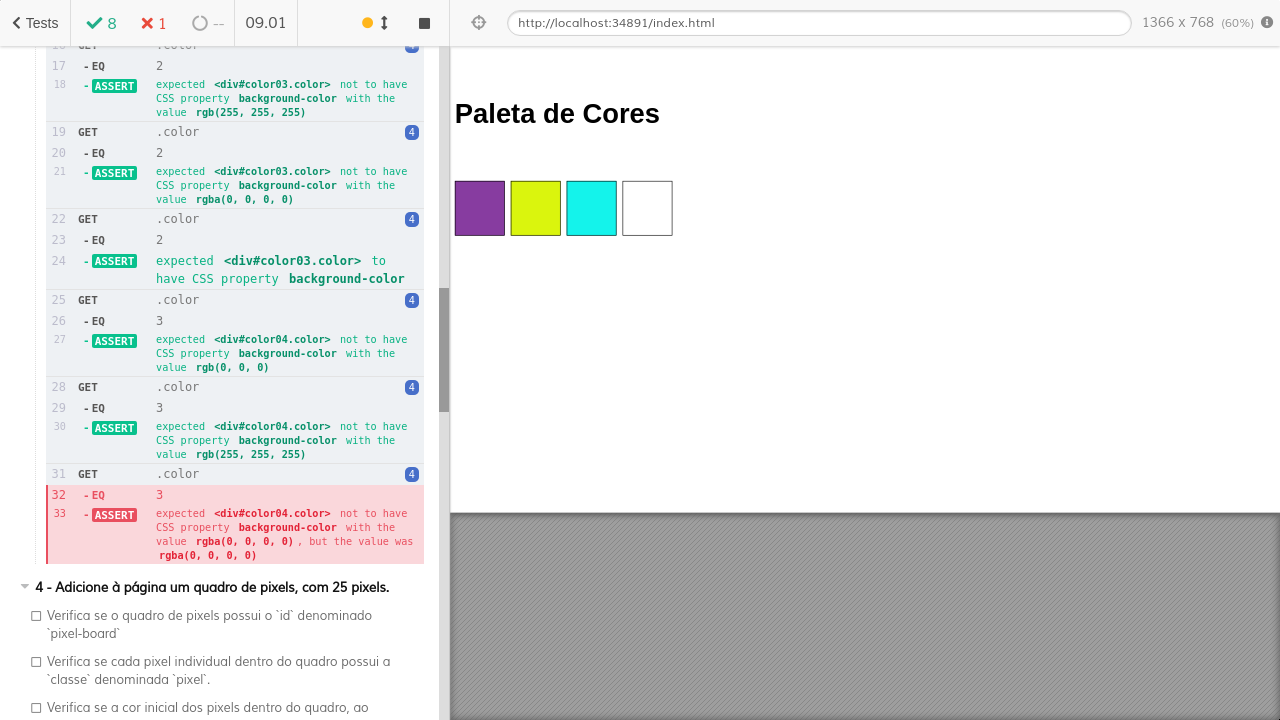 Tests 8 1 -- 09.01 http://localhost:34891/index.html 1366 x 768 (60%)
16 GET .color 4
17 - EQ 2
18 - ASSERT expected <div#color03.color> not to have
CSS property background-color with the
value rgb(255, 255, 255)
19 GET .color 4
20 - EQ 2
21 - ASSERT expected <div#color03.color> not to have
CSS property background-color with the
value rgba(0, 0, 0, 0)
22 GET .color 4
23 - EQ 2
24 - ASSERT expected <div#color03.color> to
have CSS property background-color
25 GET .color 4
26 - EQ 3
27 - ASSERT expected <div#color04.color> not to have
CSS property background-color with the
value rgb(0, 0, 0)
28 GET .color 4
29 - EQ 3
30 - ASSERT expected <div#color04.color> not to have
CSS property background-color with the
value rgb(255, 255, 255)
31 GET .color 4
32 - EQ 3
33 - ASSERT expected <div#color04.color> not to have
CSS property background-color with the
value rgba(0, 0, 0, 0), but the value was
rgba(0, 0, 0, 0)
4 - Adicione à página um quadro de pixels, com 25 pixels.
Verifica se o quadro de pixels possui o `id` denominado
`pixel-board`
Verifica se cada pixel individual dentro do quadro possui a
`classe` denominada `pixel`.
Verifica se a cor inicial dos pixels dentro do quadro, ao
Paleta de Cores